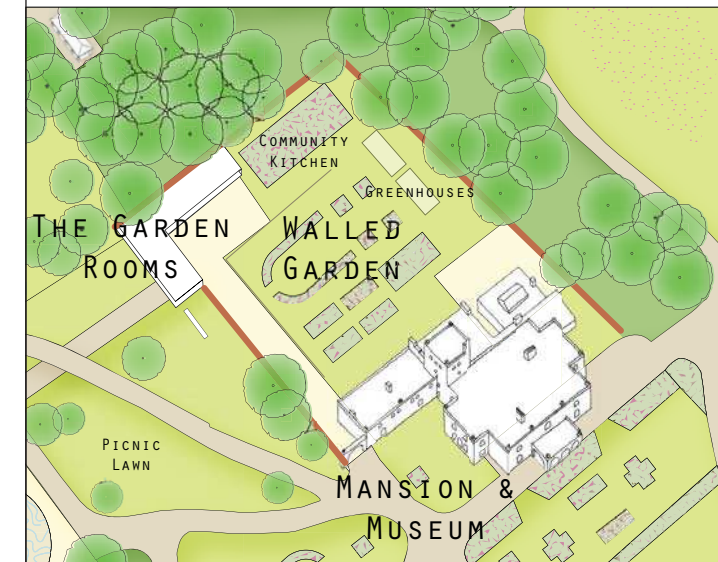 Community
Kitchen
Greenhouses
The Garden
Rooms
Walled
Garden
Picnic
Lawn
Mansion &
Museum